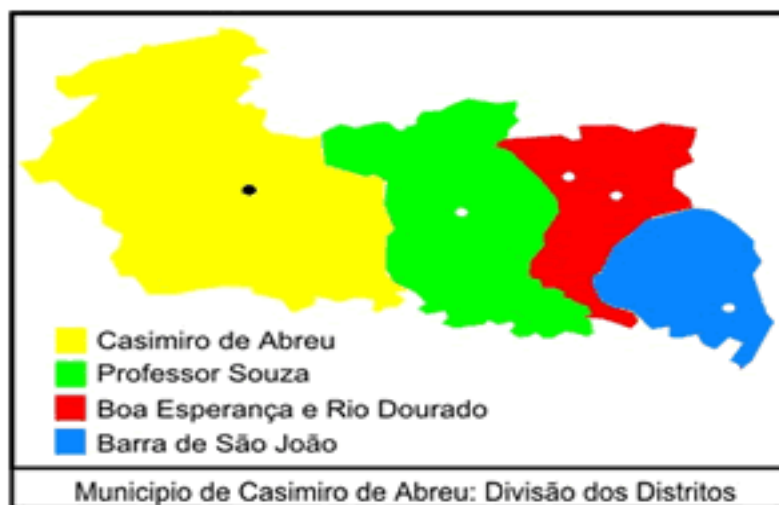 Casimiro de Abreu
Professor Souza
Boa Esperança e Rio Dourado
Barra de São João
Municipio de Casimiro de Abreu: Divisão dos Distritos